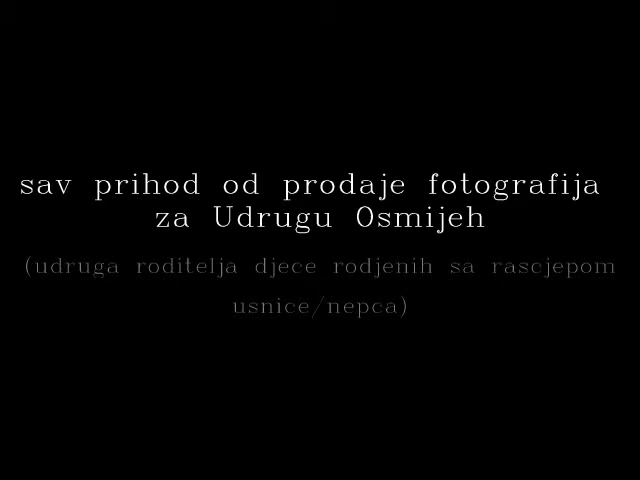 sav prihod od prodaje fotografija
za Udrugu Osmijeh
(udruga roditelja djece rodjenih sa rascjepom
usnice/nepca)